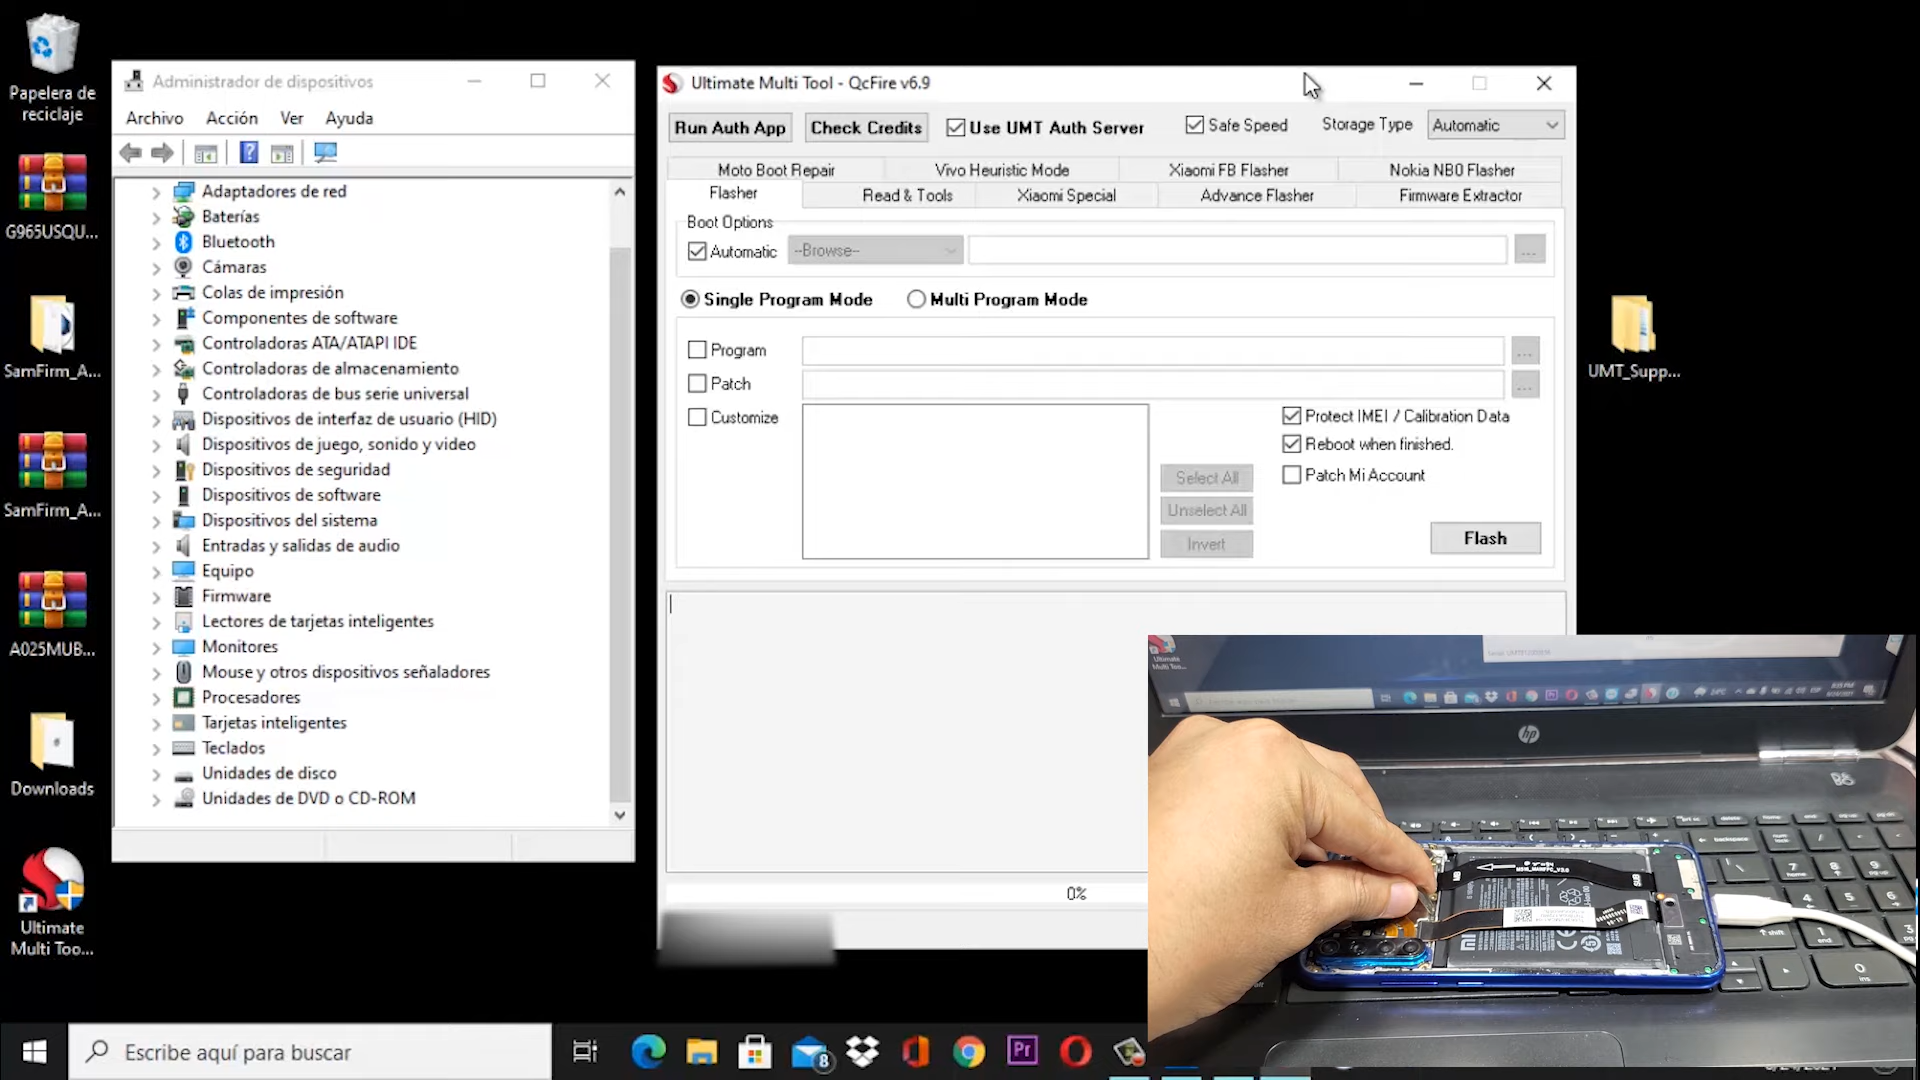 Papelera de
reciclaje
G965USQU...
SamFirm_A...
SamFirm_A...
A025MUB...
Downloads
Ultimate
Multi Too...
Administrador de dispositivos
Archivo Acción Ver Ayuda
Adaptadores de red
Baterías
Bluetooth
Cámaras
Colas de impresión
Componentes de software
Controladoras ATA/ATAPI IDE
Controladoras de almacenamiento
Controladoras de bus serie universal
Dispositivos de interfaz de usuario (HID)
Dispositivos de juego, sonido y video
Dispositivos de seguridad
Dispositivos de software
Dispositivos del sistema
Entradas y salidas de audio
Equipo
Firmware
Lectores de tarjetas inteligentes
Monitores
Mouse y otros dispositivos señaladores
Procesadores
Tarjetas inteligentes
Teclados
Unidades de disco
Unidades de DVD o CD-ROM
Ultimate Multi Tool - QcFire v6.9
Run Auth App Check Credits Use UMT Auth Server Safe Speed Storage Type Automatic
Moto Boot Repair Vivo Heuristic Mode Xiaomi FB Flasher Nokia NB0 Flasher
Flasher Read & Tools Xiaomi Special Advance Flasher Firmware Extractor
Boot Options
Automatic --Browse-- ...
Single Program Mode Multi Program Mode
Program ...
Patch ...
Customize
Protect IMEI / Calibration Data
Reboot when finished.
Patch Mi Account
Select All
Unselect All
Invert
Flash
0%
UMT_Supp...
hp
Escribe aquí para buscar
8
Pr